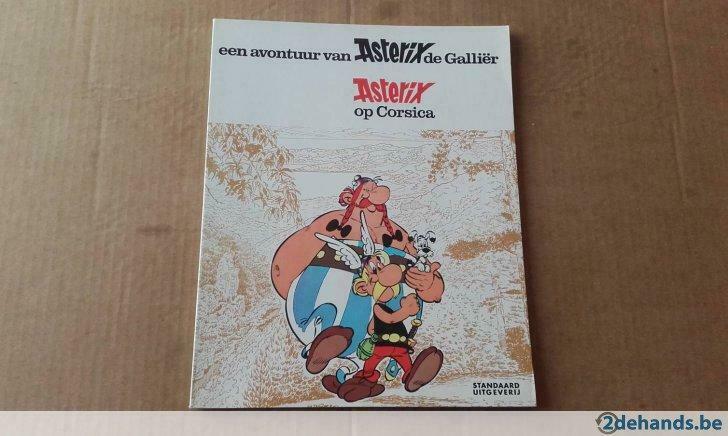 een avontuur van Asterix de Galliër
Asterix
op Corsica
STANDAARD
UITGEVERIJ
2dehands.be